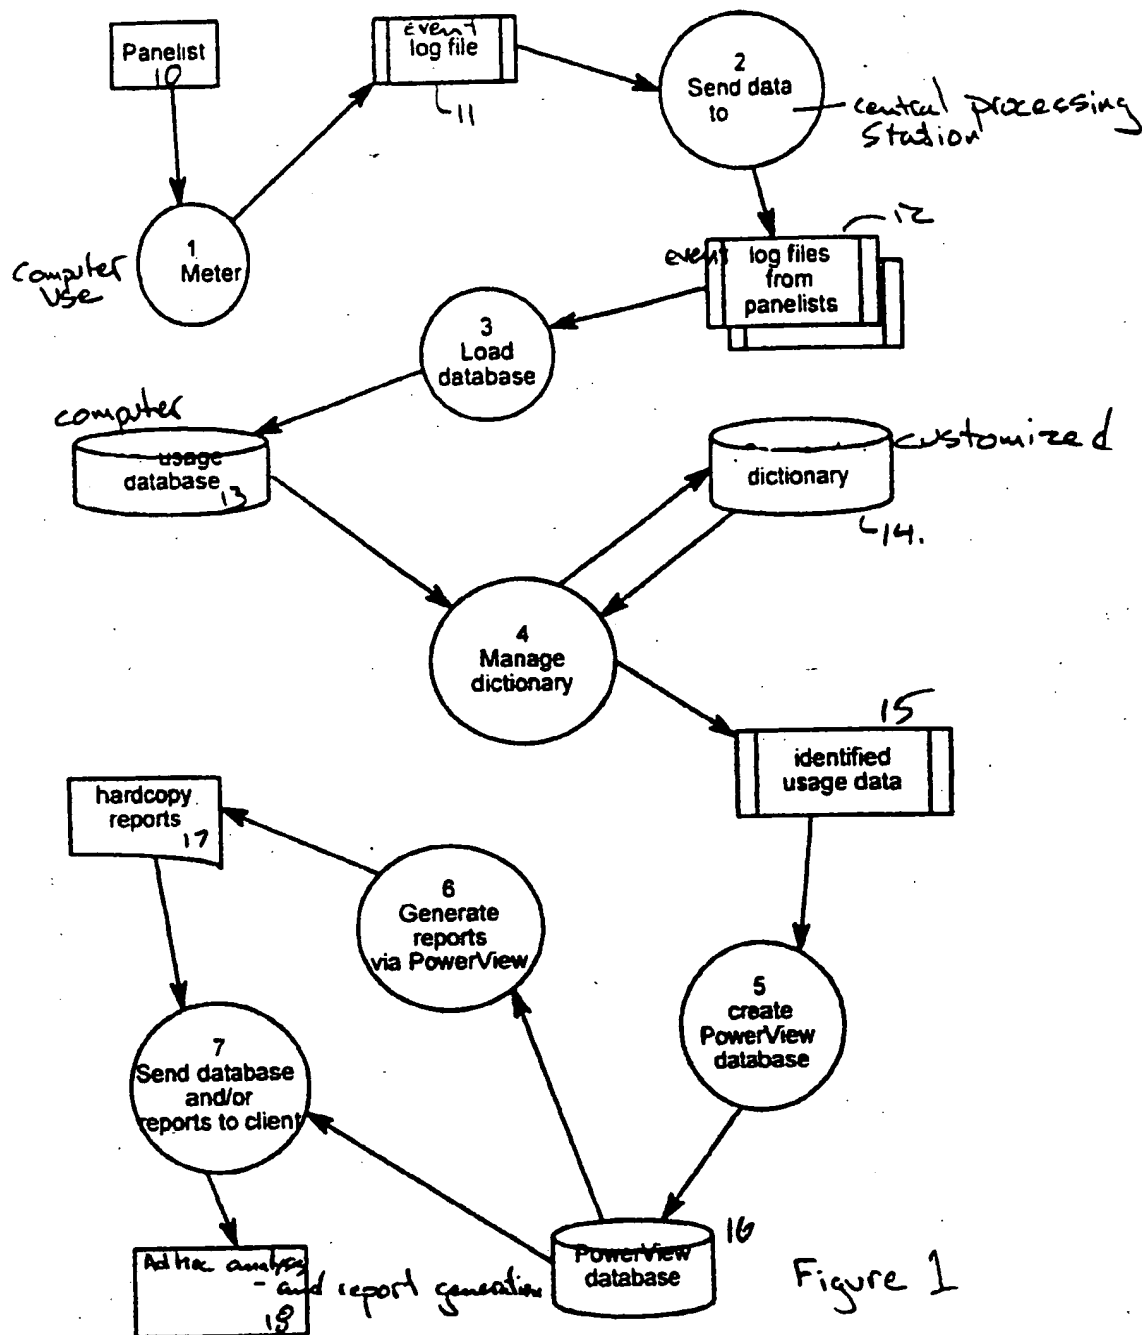 Panelist
10
event
log file
11
2
Send data
to
central processing
Station
12
1
Meter
computer
use
event
log files
from
panelists
3
Load
database
computer
usage
database
13
customized
dictionary
14.
4
Manage
dictionary
15
identified
usage data
hardcopy
reports
17
6
Generate
reports
via PowerView
5
create
PowerView
database
7
Send database
and/or
reports to client
16
PowerView
database
Ad Hoc analysis
- and report generation
18
Figure 1